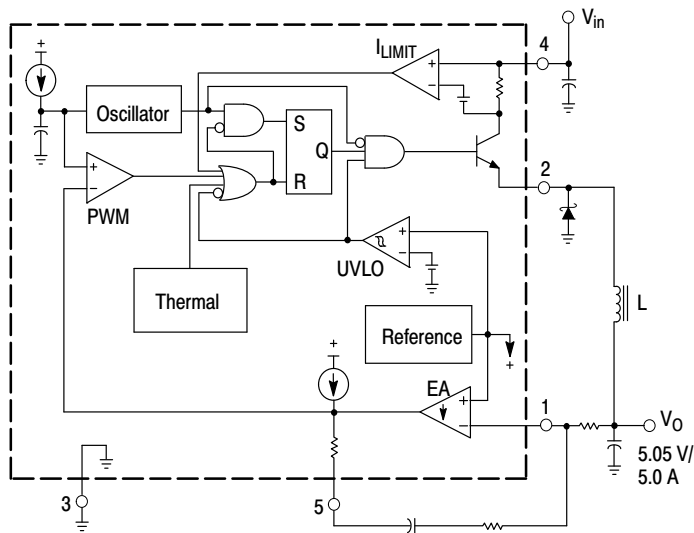 +
I_LIMIT
+
−
4
V_in
Oscillator
S
Q
R
+
−
PWM
2
UVLO
+
−
Thermal
L
Reference
+
+
EA
+
−
1
V_O
5.05 V/
5.0 A
3
5